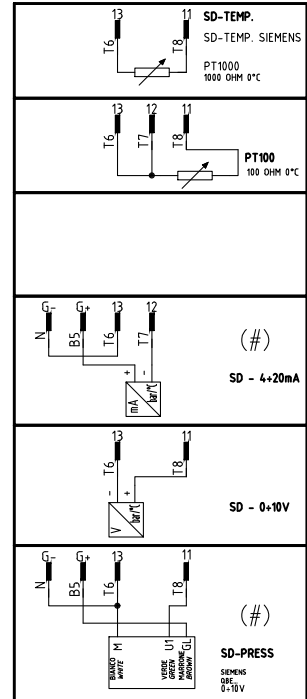 13 11 SD-TEMP.
T6 T8 SD-TEMP. SIEMENS
PT1000
1000 OHM 0°C
13 12 11
T6 T7 T8
PT100
100 OHM 0°C
G- G+ 13 12
N B5 T6 T7
(#)
+ -
mA bar/°C
SD - 4÷20mA
13 11
T6 T8
- +
V bar/°C
SD - 0÷10V
G- G+ 13 11
N B5 T6 T8
(#)
M U1 GL
BIANCO
WHITE
VERDE
GREEN
MARRONE
BROWN
SD-PRESS
SIEMENS
QBE...
0÷10V